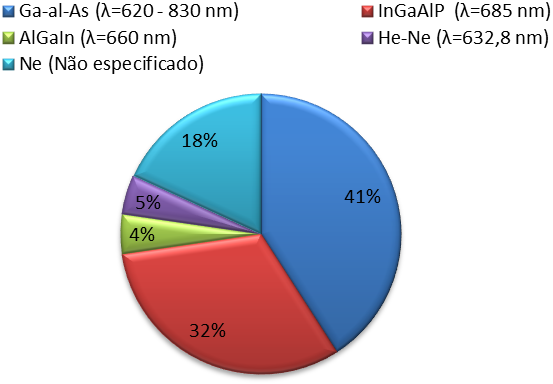 Ga-al-As (λ=620 - 830 nm)
InGaAlP (λ=685 nm)
AlGaIn (λ=660 nm)
He-Ne (λ=632,8 nm)
Ne (Não especificado)
18%
41%
5%
4%
32%